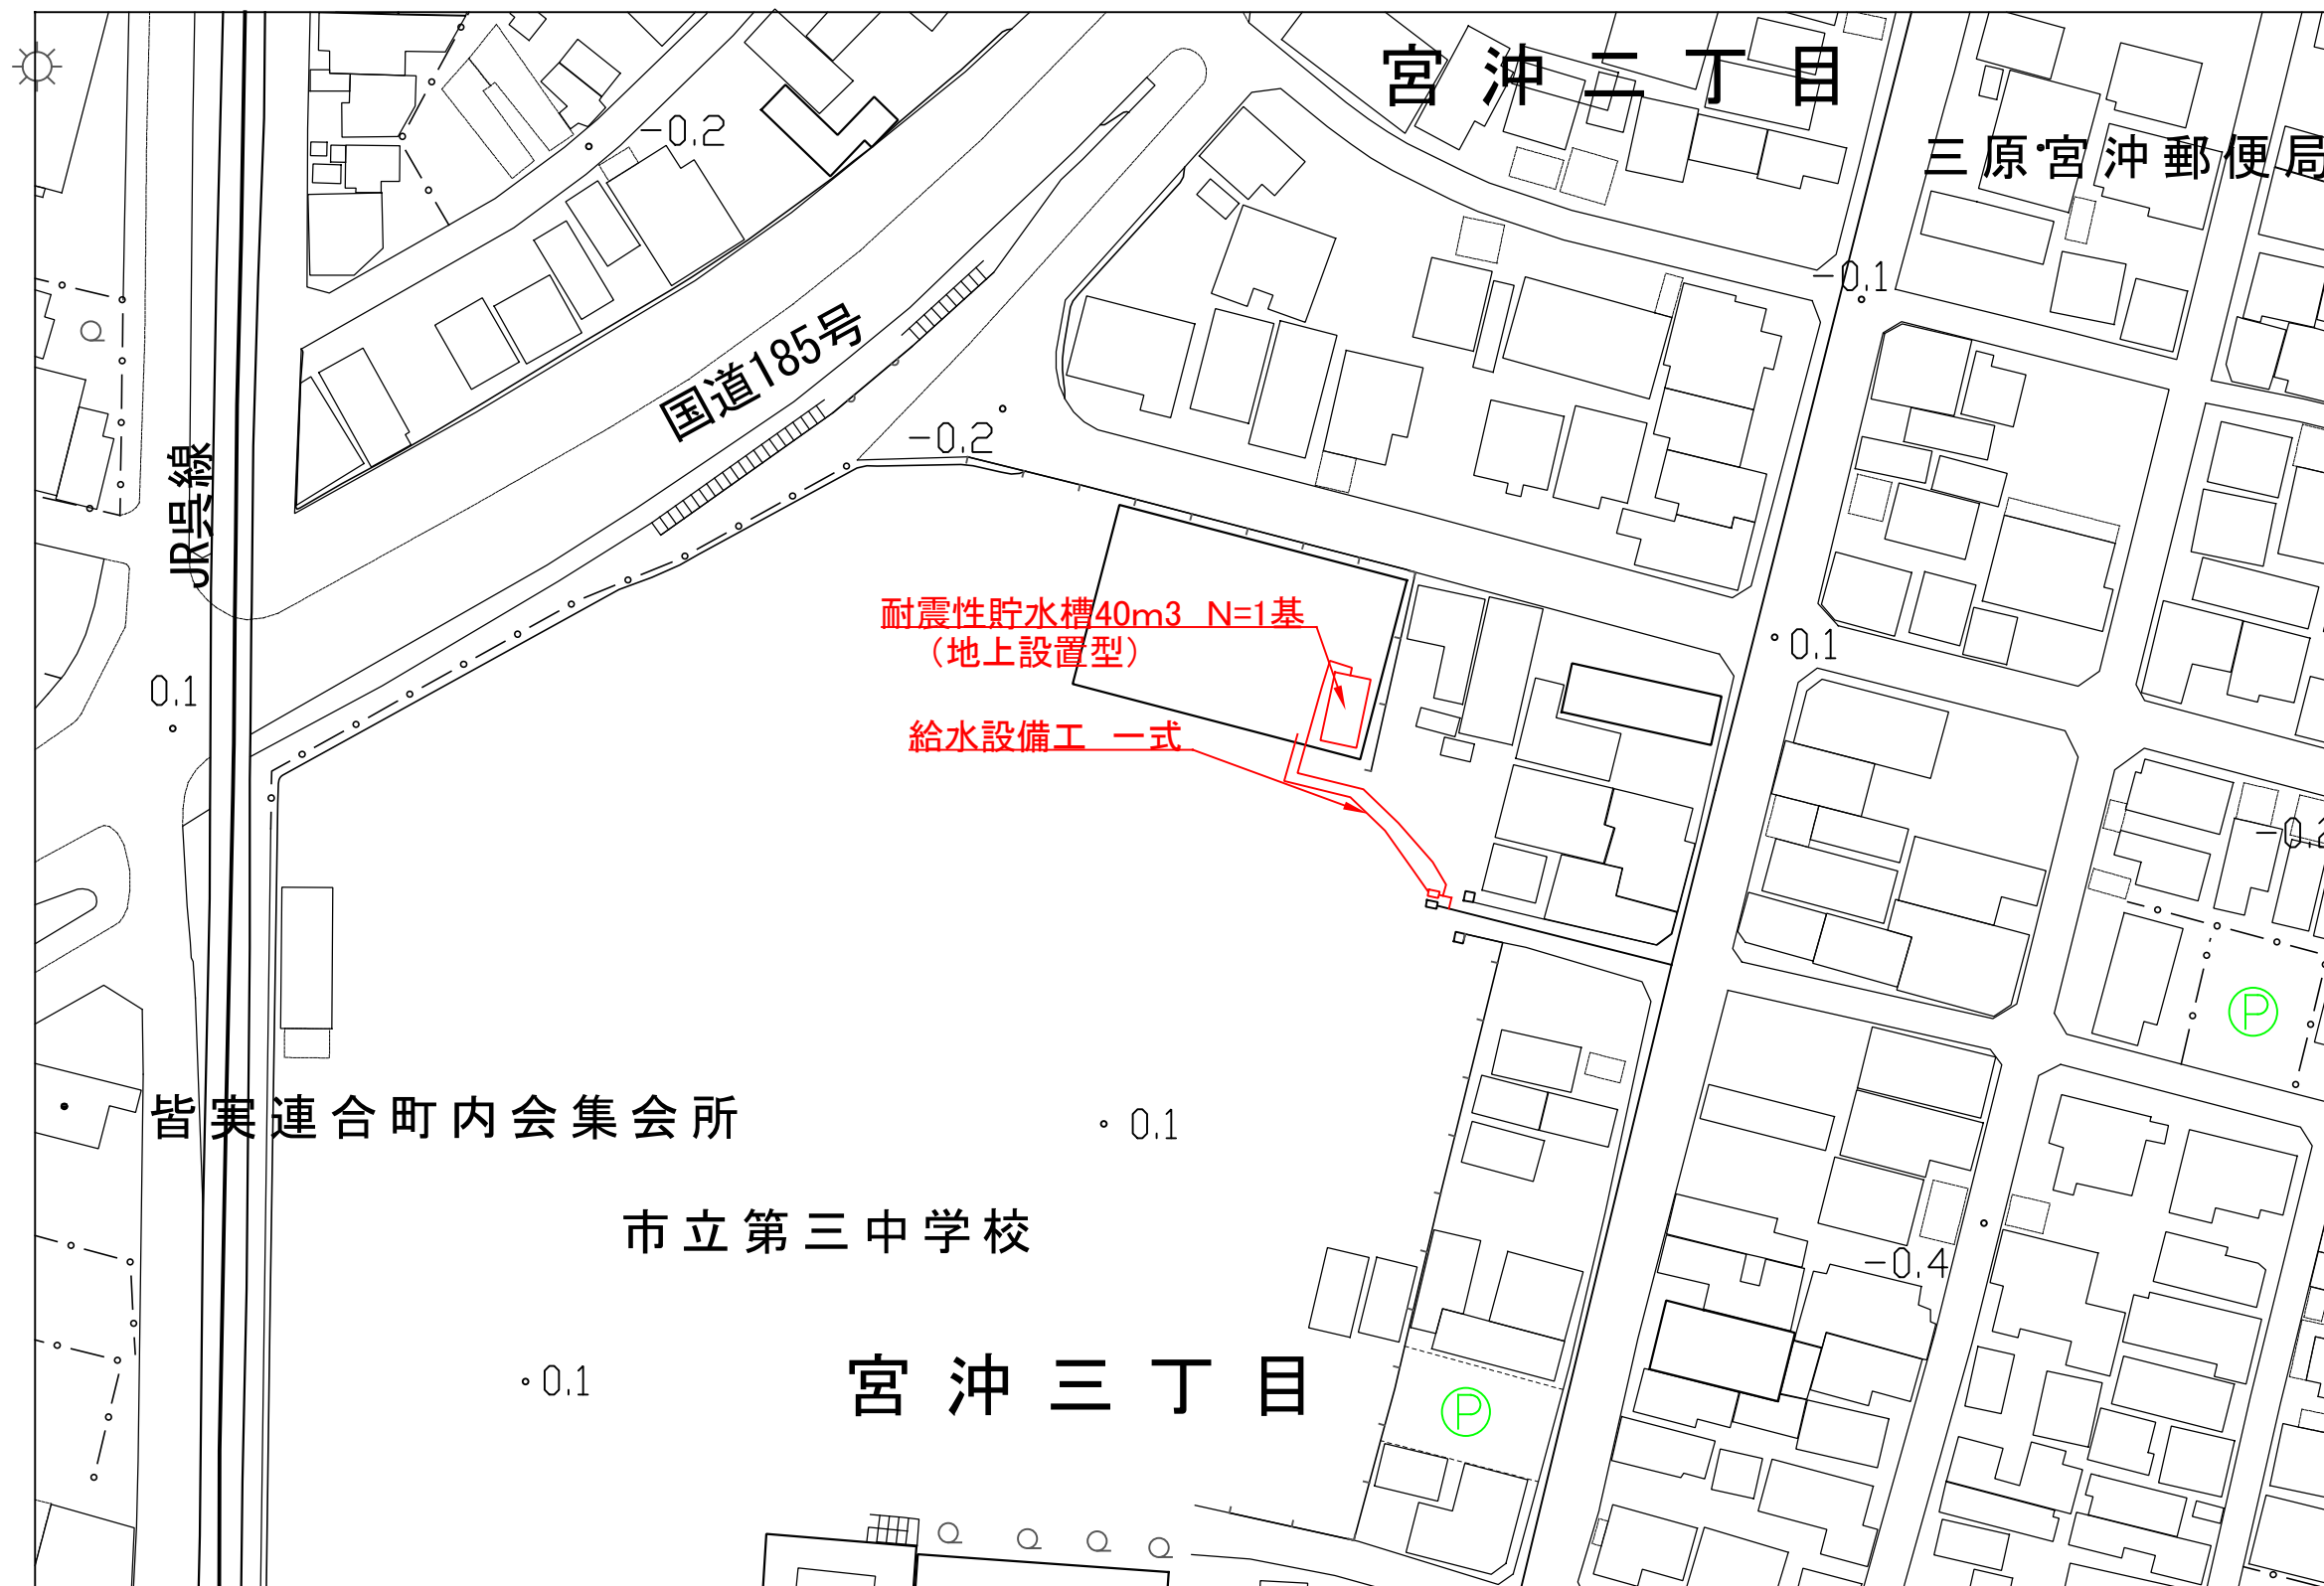 宮沖二丁目
-0.2
三原宮沖郵便局
-0.1
国道185号
-0.2
JR呉線
耐震性貯水槽40m3 N=1基
（地上設置型）
0.1
0.1
給水設備工 一式
P
皆実連合町内会集会所
0.1
市立第三中学校
-0.4
宮沖三丁目
0.1
P